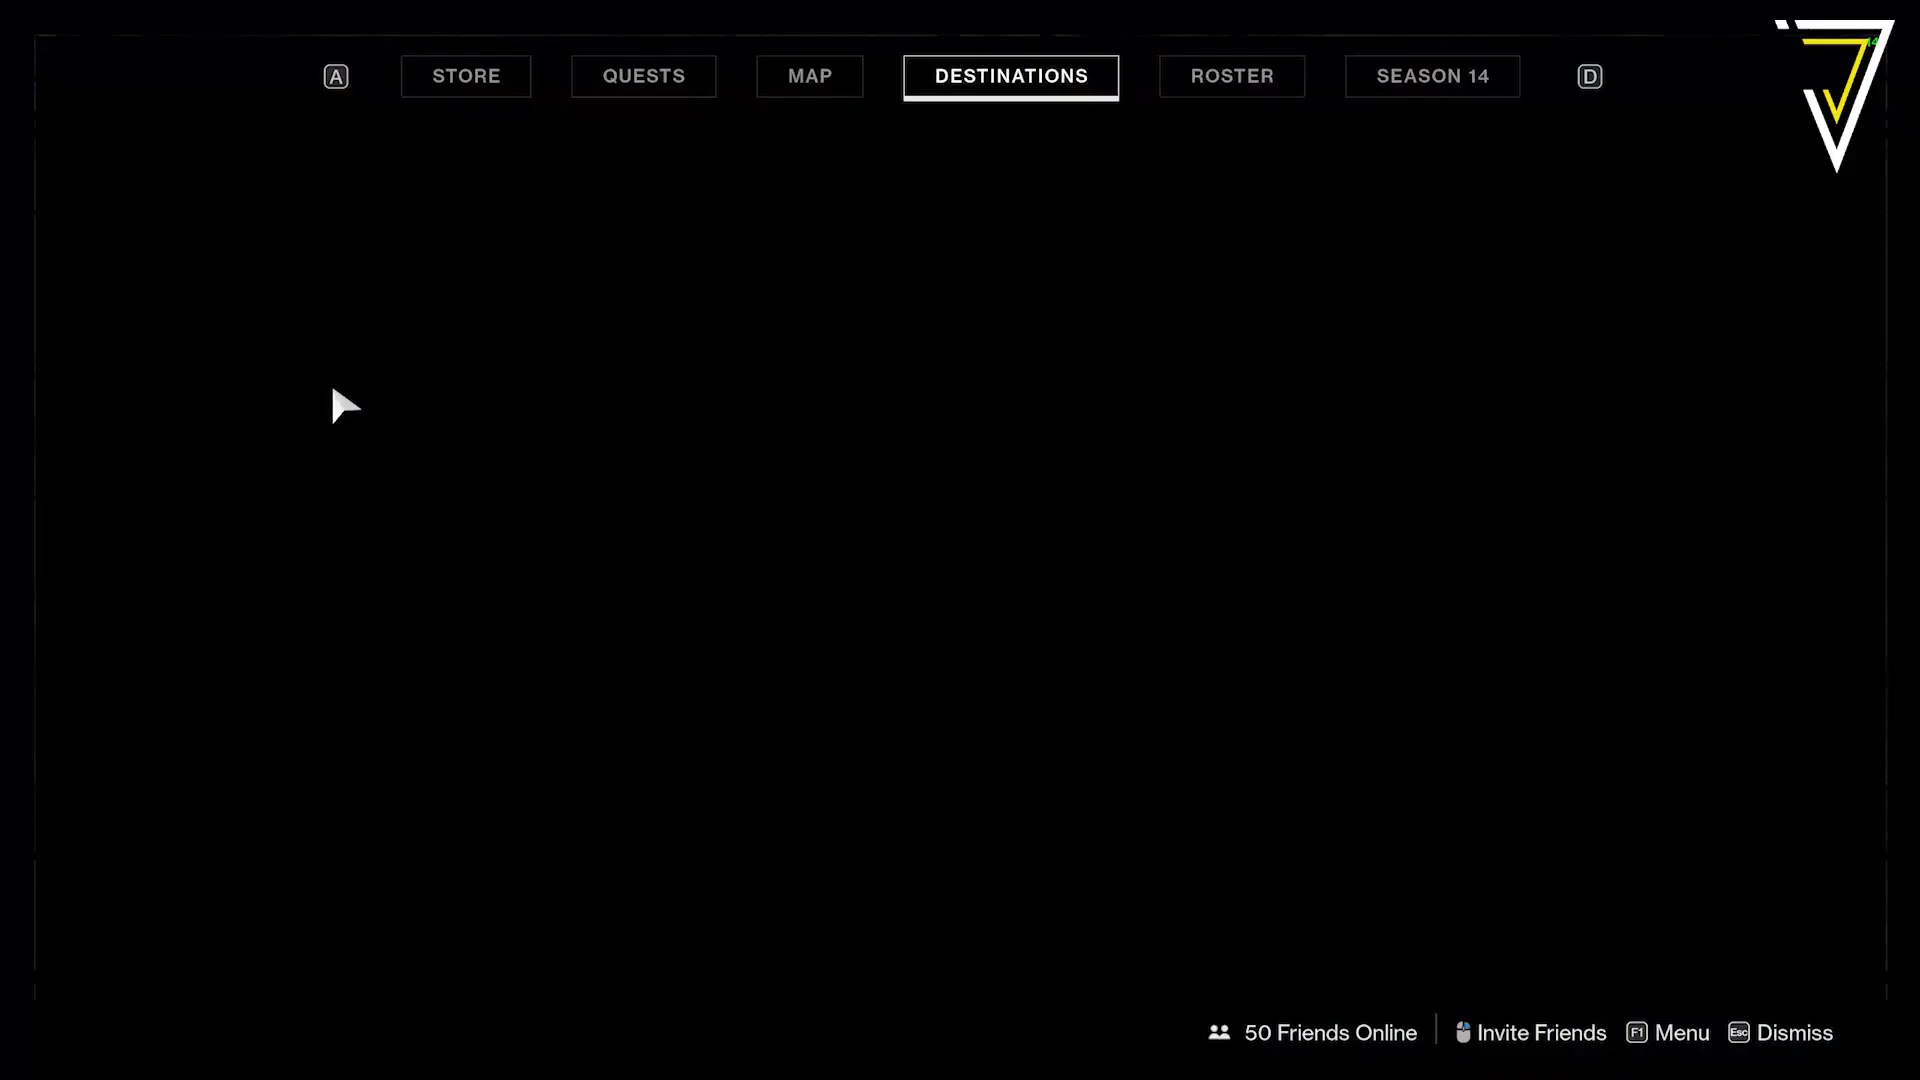 A STORE QUESTS MAP DESTINATIONS ROSTER SEASON 14 D
50 Friends Online Invite Friends F1 Menu Esc Dismiss